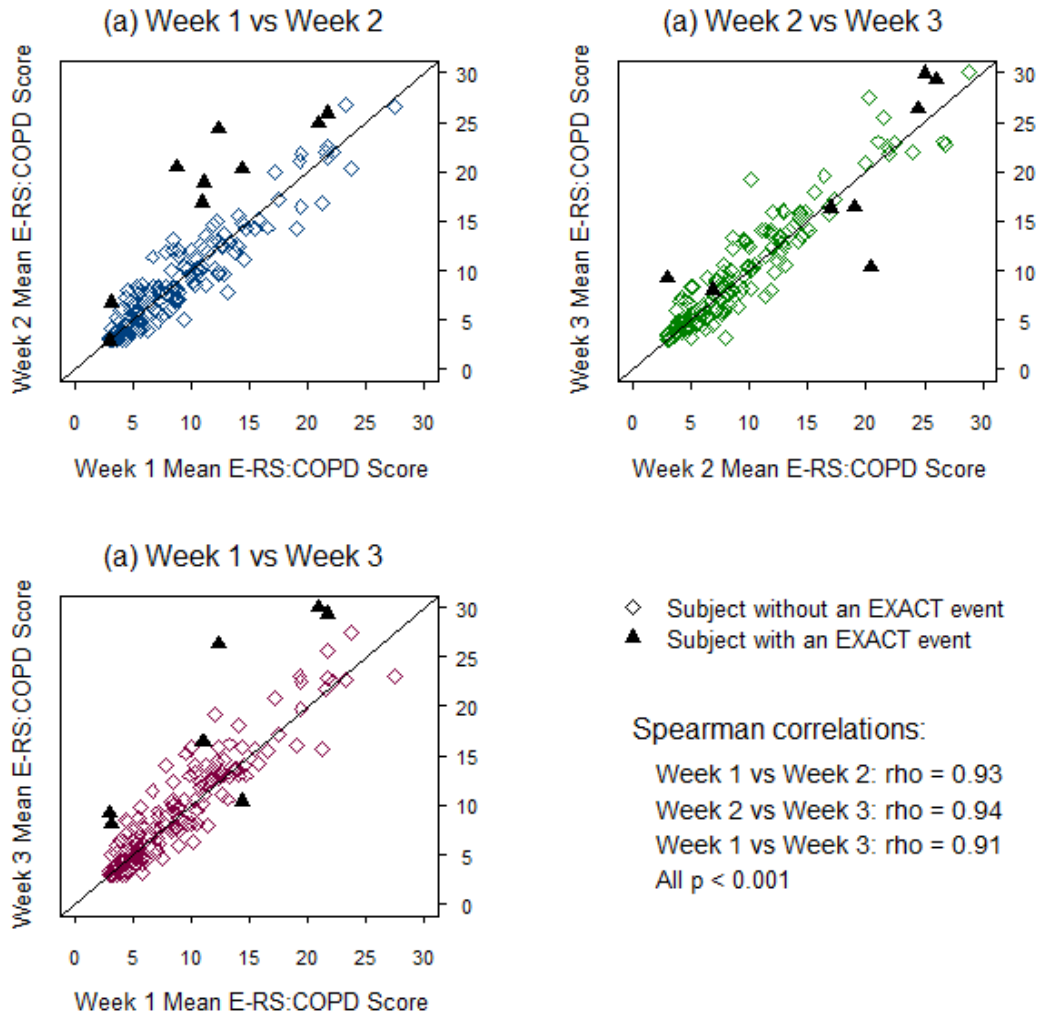 (a) Week 1 vs Week 2
Week 2 Mean E-RS:COPD Score
0 5 10 15 20 25 30
0 5 10 15 20 25 30
Week 1 Mean E-RS:COPD Score
(a) Week 2 vs Week 3
Week 3 Mean E-RS:COPD Score
0 5 10 15 20 25 30
0 5 10 15 20 25 30
Week 2 Mean E-RS:COPD Score
(a) Week 1 vs Week 3
Week 3 Mean E-RS:COPD Score
0 5 10 15 20 25 30
0 5 10 15 20 25 30
Week 1 Mean E-RS:COPD Score
Subject without an EXACT event
Subject with an EXACT event
Spearman correlations:
Week 1 vs Week 2: rho = 0.93
Week 2 vs Week 3: rho = 0.94
Week 1 vs Week 3: rho = 0.91
All p < 0.001